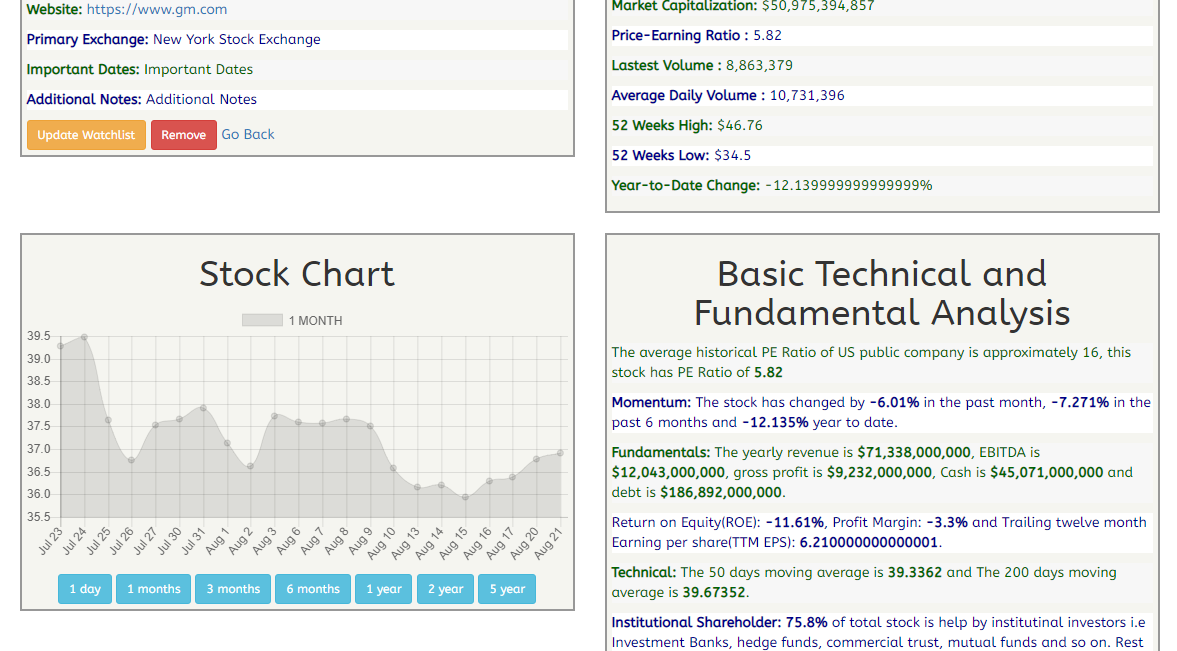 Website: https://www.gm.com
Primary Exchange: New York Stock Exchange
Important Dates: Important Dates
Additional Notes: Additional Notes
Update Watchlist Remove Go Back
Market Capitalization: $50,975,394,857
Price-Earning Ratio : 5.82
Lastest Volume : 8,863,379
Average Daily Volume : 10,731,396
52 Weeks High: $46.76
52 Weeks Low: $34.5
Year-to-Date Change: -12.139999999999999%
Stock Chart
1 MONTH
39.5
39.0
38.5
38.0
37.5
37.0
36.5
36.0
35.5
Jul 23 Jul 24 Jul 25 Jul 26 Jul 27 Jul 30 Jul 31 Aug 1 Aug 2 Aug 3 Aug 6 Aug 7 Aug 8 Aug 9 Aug 10 Aug 13 Aug 14 Aug 15 Aug 16 Aug 17 Aug 20 Aug 21
1 day 1 months 3 months 6 months 1 year 2 year 5 year
Basic Technical and
Fundamental Analysis
The average historical PE Ratio of US public company is approximately 16, this
stock has PE Ratio of 5.82
Momentum: The stock has changed by -6.01% in the past month, -7.271% in the
past 6 months and -12.135% year to date.
Fundamentals: The yearly revenue is $71,338,000,000, EBITDA is
$12,043,000,000, gross profit is $9,232,000,000, Cash is $45,071,000,000 and
debt is $186,892,000,000.
Return on Equity(ROE): -11.61%, Profit Margin: -3.3% and Trailing twelve month
Earning per share(TTM EPS): 6.210000000000001.
Technical: The 50 days moving average is 39.3362 and The 200 days moving
average is 39.67352.
Institutional Shareholder: 75.8% of total stock is help by institutinal investors i.e
Investment Banks, hedge funds, commercial trust, mutual funds and so on. Rest